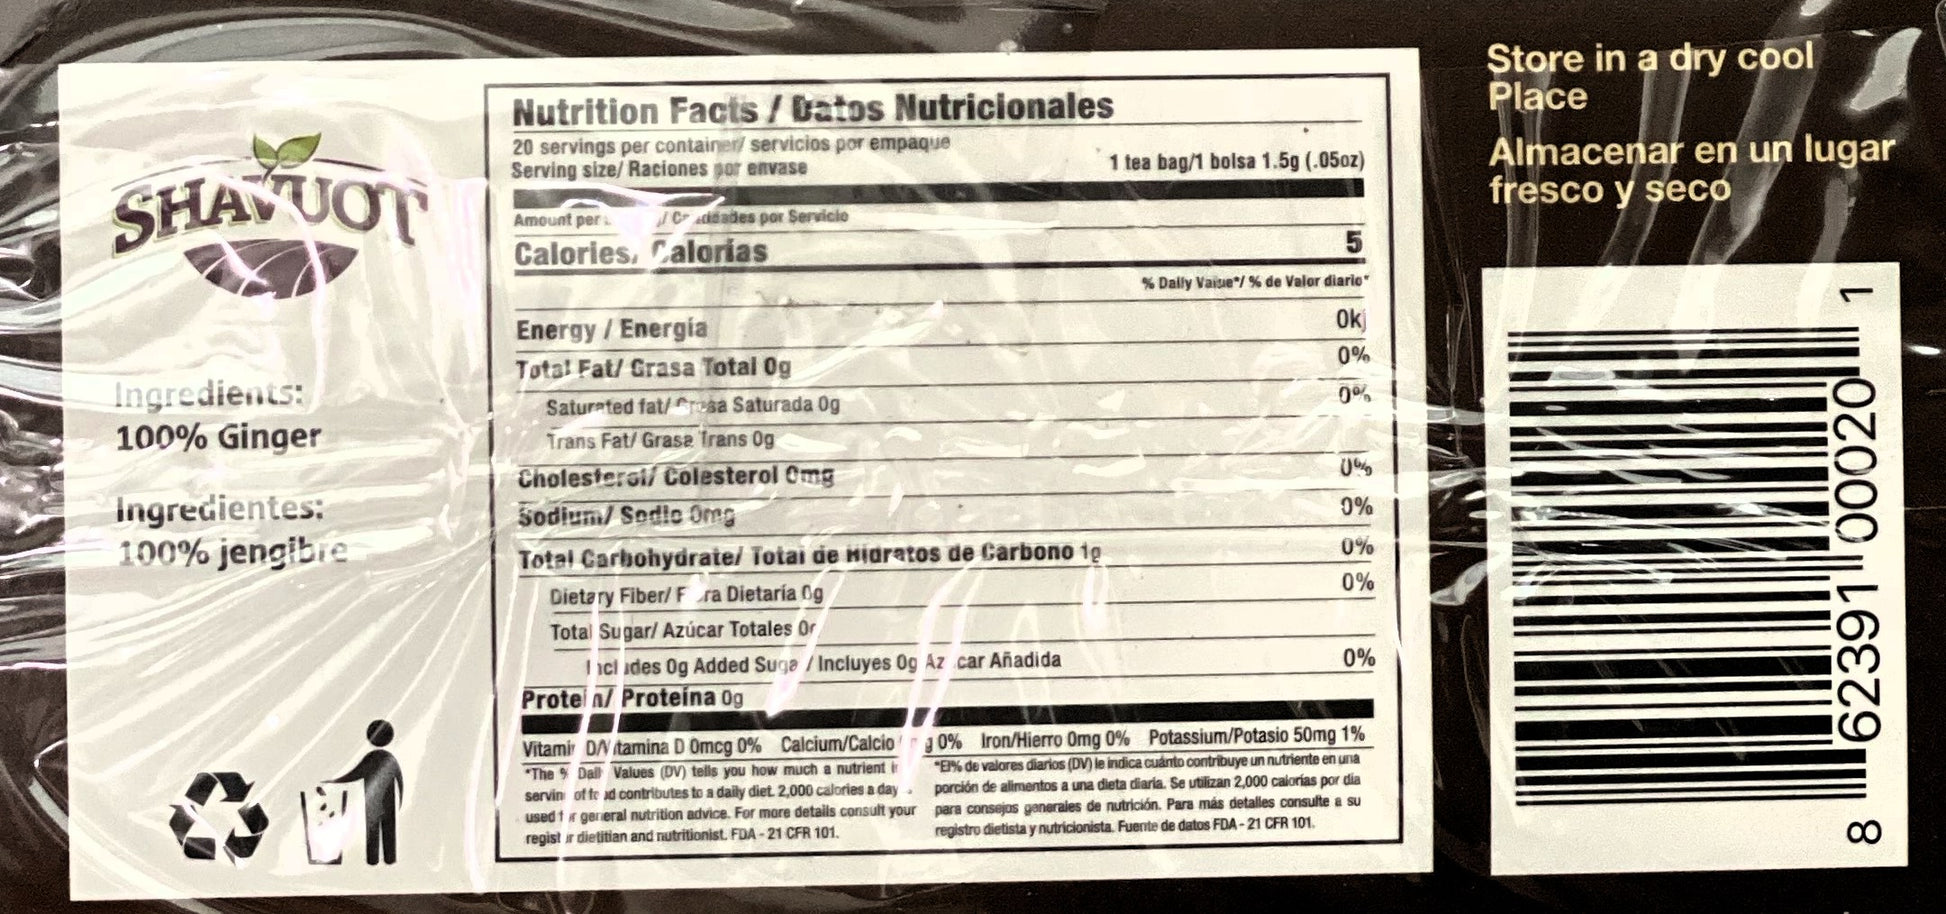 SHAVUOT
Ingredients:
100% Ginger
Ingredientes:
100% jengibre
Nutrition Facts / Datos Nutricionales
20 servings per container/ servicios por empaque
Serving size/ Raciones por envase 1 tea bag/1 bolsa 1.5g (.05oz)
Amount per / Cantidades por Servicio
Calories, Calorías 5
% Daily Value*/ % de Valor diario*
Energy / Energía 0kj
Total Fat/ Grasa Total 0g 0%
Saturated fat/ Grasa Saturada 0g 0%
Trans Fat/ Grasa Trans 0g
Cholesterol/ Colesterol 0mg 0%
Sodium/ Sodio 0mg 0%
Total Carbohydrate/ Total de Hidratos de Carbono 1g 0%
Dietary Fiber/ Fibra Dietaría 0g 0%
Total Sugar/ Azúcar Totales 0g
Includes 0g Added Sugar / Incluyes 0g Azúcar Añadida 0%
Protein/ Proteína 0g
Vitamin D/Vitamina D 0mcg 0% Calcium/Calcio 0% Iron/Hierro 0mg 0% Potassium/Potasio 50mg 1%
*The % Daily Values (DV) tells you how much a nutrient in
serving of food contributes to a daily diet. 2,000 calories a day
used for general nutrition advice. For more details consult your
register dietitian and nutritionist. FDA - 21 CFR 101.
*El% de valores diarios (DV) le indica cuánto contribuye un nutriente en una
porción de alimentos a una dieta diaria. Se utilizan 2,000 calorías por día
para consejos generales de nutrición. Para más detalles consulte a su
registro dietista y nutricionista. Fuente de datos FDA - 21 CFR 101.
Store in a dry cool
Place
Almacenar en un lugar
fresco y seco
8 62391 00020 1